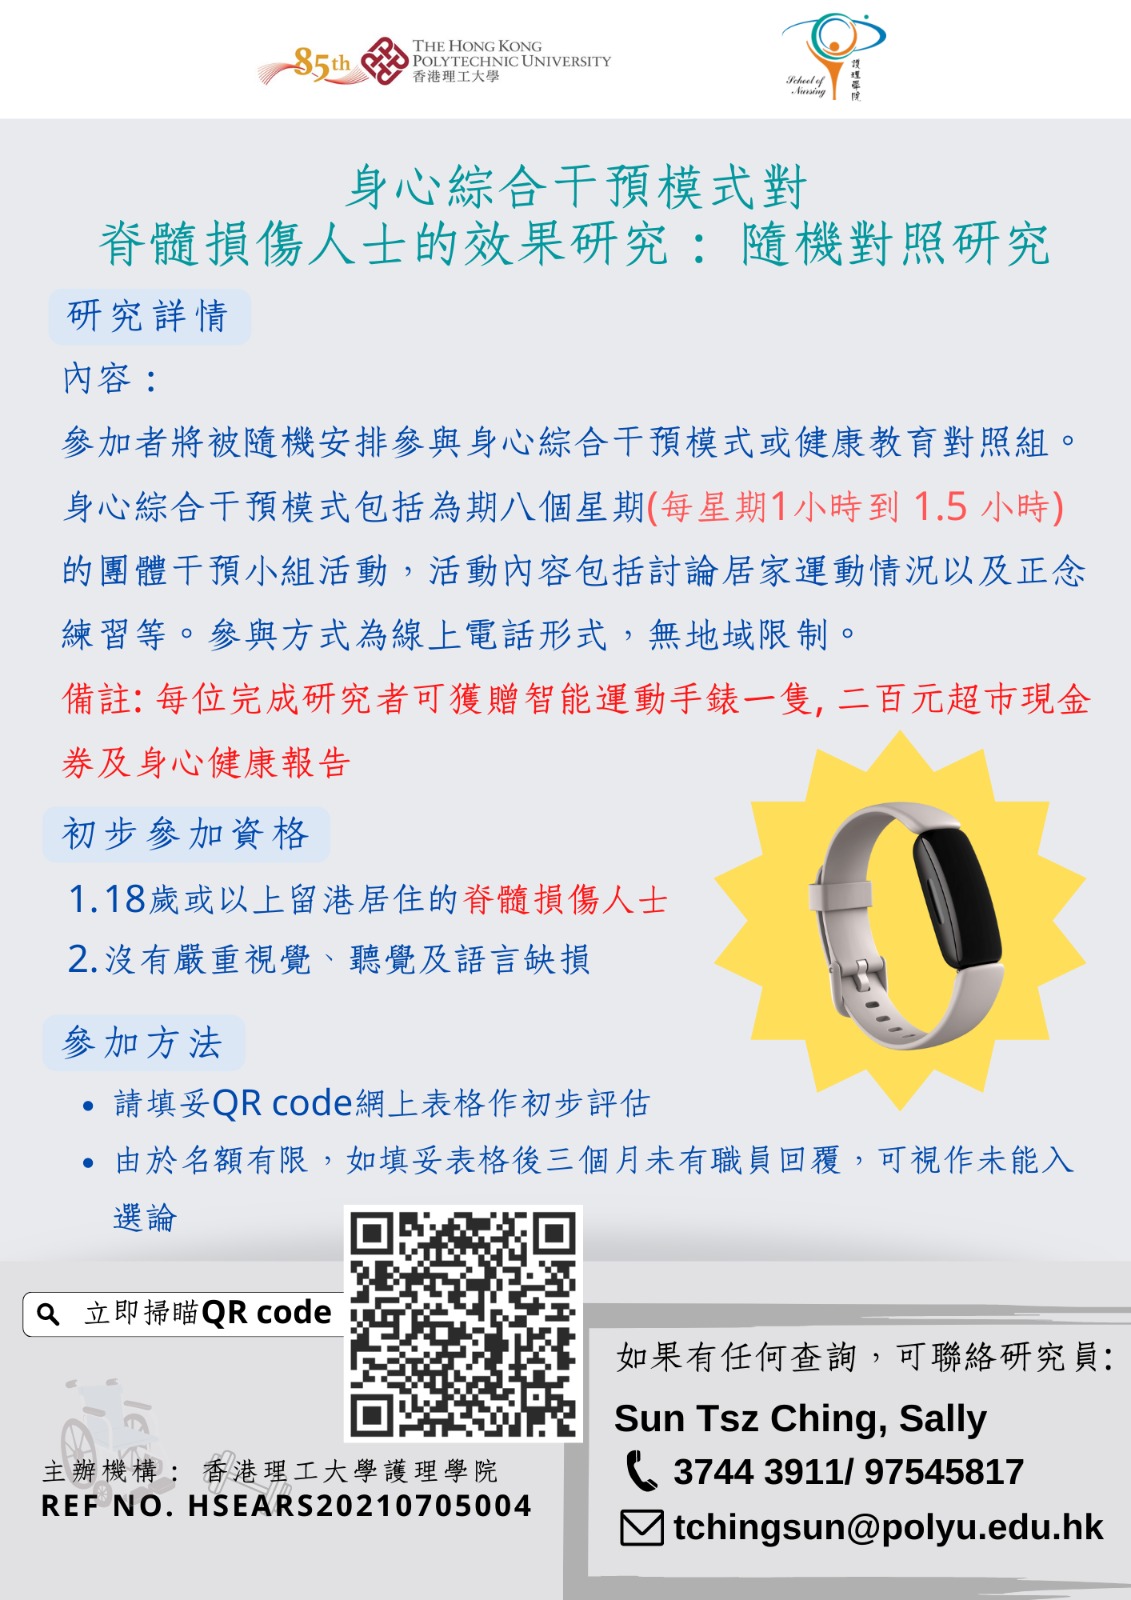 85th
THE HONG KONG
POLYTECHNIC UNIVERSITY
香港理工大學
School of
Nursing
護理學院
身心綜合干預模式對
脊髓損傷人士的效果研究：隨機對照研究
研究詳情
內容：
參加者將被隨機安排參與身心綜合干預模式或健康教育對照組。
身心綜合干預模式包括為期八個星期(每星期1小時到 1.5 小時)
的團體干預小組活動，活動內容包括討論居家運動情況以及正念
練習等。參與方式為線上電話形式，無地域限制。
備註: 每位完成研究者可獲贈智能運動手錶一隻, 二百元超市現金
券及身心健康報告
初步參加資格
1.18歲或以上留港居住的脊髓損傷人士
2.沒有嚴重視覺、聽覺及語言缺損
參加方法
• 請填妥QR code網上表格作初步評估
• 由於名額有限，如填妥表格後三個月未有職員回覆，可視作未能入
選論
立即掃瞄QR code
主辦機構： 香港理工大學護理學院
REF NO. HSEARS20210705004
如果有任何查詢，可聯絡研究員:
Sun Tsz Ching, Sally
3744 3911/ 97545817
tchingsun@polyu.edu.hk